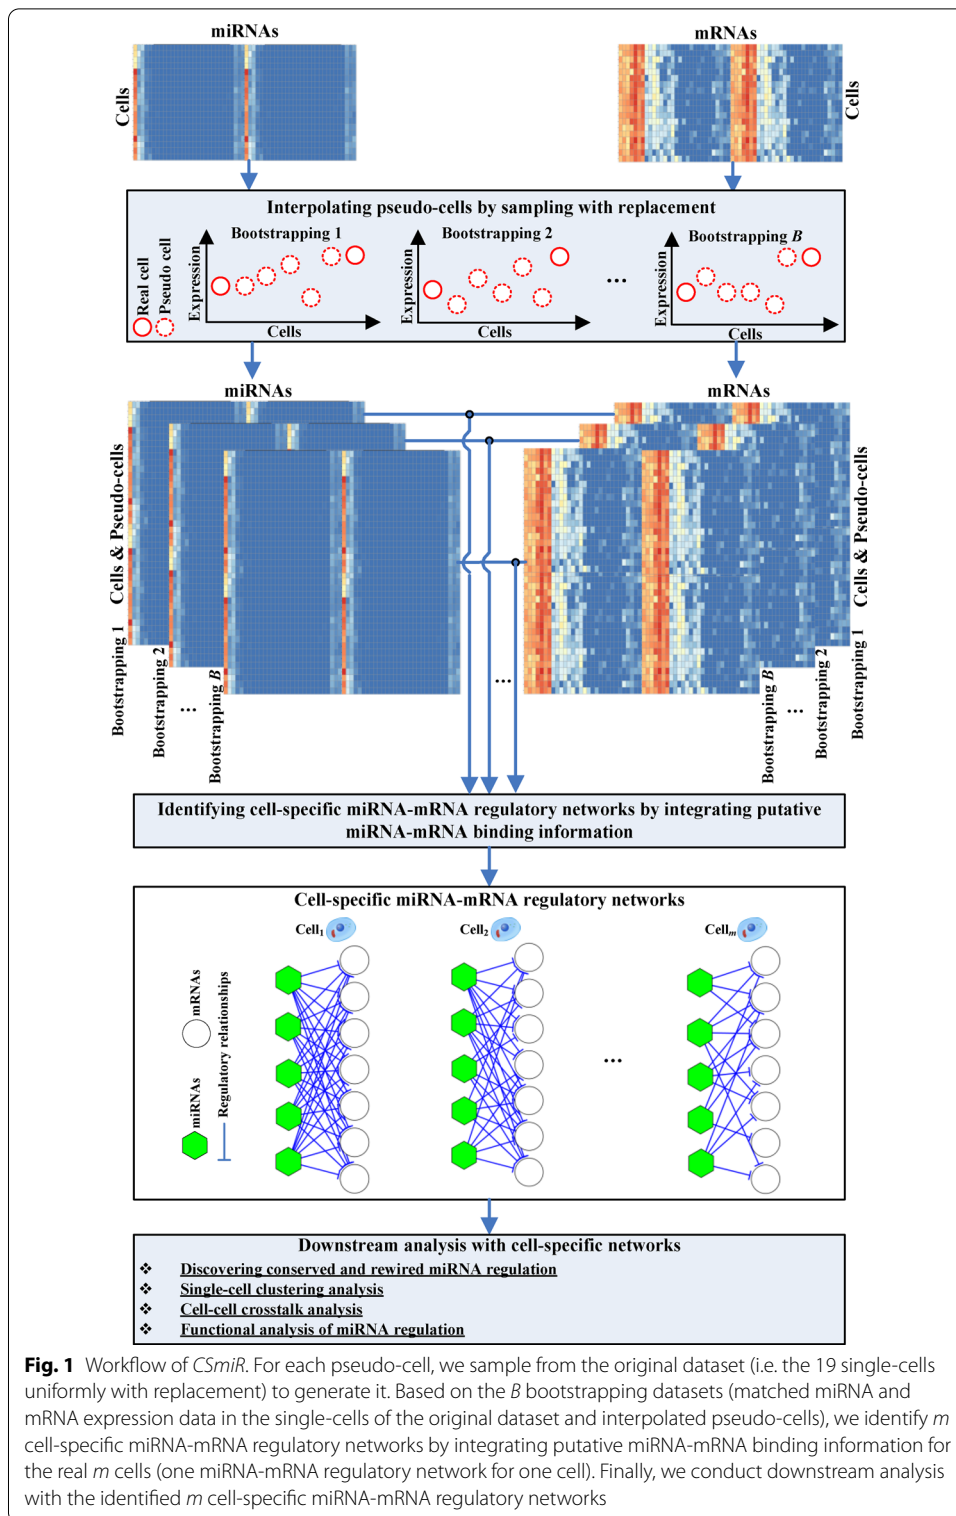 miRNAs
mRNAs
Cells
Cells
Interpolating pseudo-cells by sampling with replacement
Real cell
Pseudo cell
Bootstrapping 1
Expression
Cells
Bootstrapping 2
Expression
...
Bootstrapping B
Expression
Cells
miRNAs
mRNAs
Cells & Pseudo-cells
Cells & Pseudo-cells
Bootstrapping 1
Bootstrapping 2
...
Bootstrapping B
...
Bootstrapping B
...
Bootstrapping 2
Bootstrapping 1
Identifying cell-specific miRNA-mRNA regulatory networks by integrating putative
miRNA-mRNA binding information
Cell-specific miRNA-mRNA regulatory networks
Cell1
Cell2
Cellm
mRNAs
miRNAs
Regulatory relationships
...
Downstream analysis with cell-specific networks
❖ Discovering conserved and rewired miRNA regulation
❖ Single-cell clustering analysis
❖ Cell-cell crosstalk analysis
❖ Functional analysis of miRNA regulation
Fig. 1 Workflow of CSmiR. For each pseudo-cell, we sample from the original dataset (i.e. the 19 single-cells
uniformly with replacement) to generate it. Based on the B bootstrapping datasets (matched miRNA and
mRNA expression data in the single-cells of the original dataset and interpolated pseudo-cells), we identify m
cell-specific miRNA-mRNA regulatory networks by integrating putative miRNA-mRNA binding information for
the real m cells (one miRNA-mRNA regulatory network for one cell). Finally, we conduct downstream analysis
with the identified m cell-specific miRNA-mRNA regulatory networks